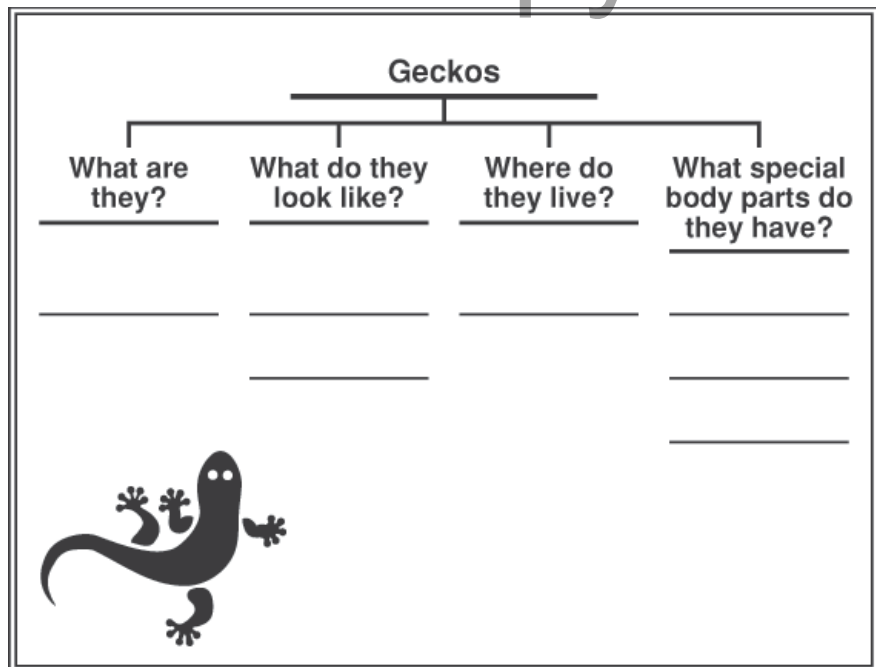 Geckos
What are
they?
What do they
look like?
Where do
they live?
What special
body parts do
they have?